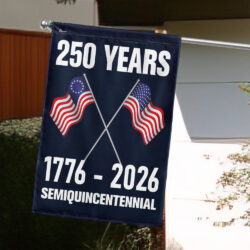 250 YEARS
1776 - 2026
SEMIQUINCENTENNIAL